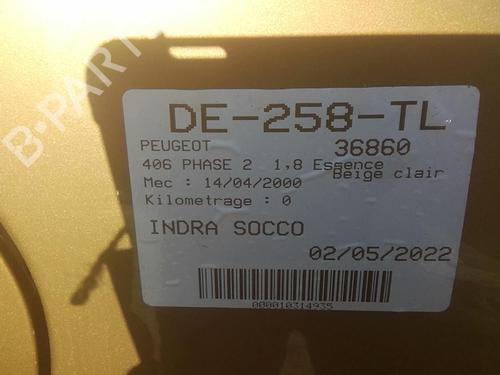 B-PARTS
DE-258-TL
PEUGEOT 36860
406 PHASE 2 1,8 Essence
Beige clair
Mec : 14/04/2000
Kilometrage : 0
INDRA SOCCO
02/05/2022
000010314935